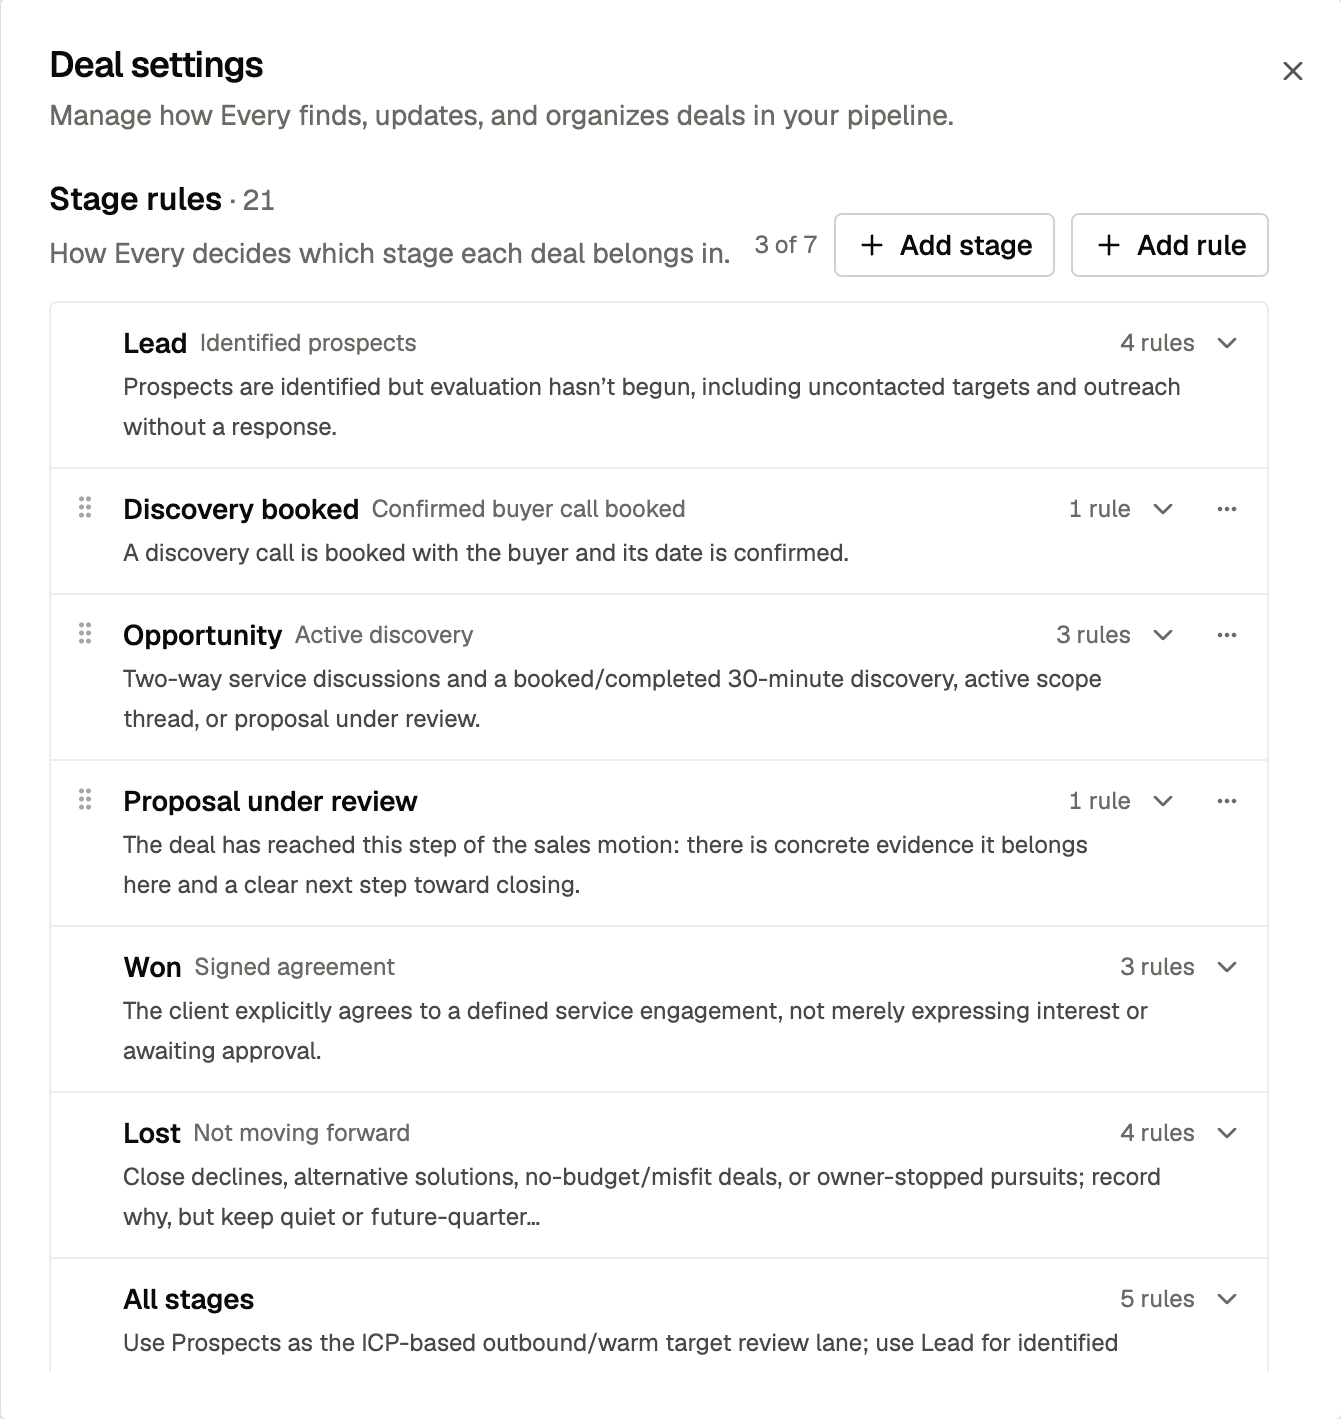 Deal settings
Manage how Every finds, updates, and organizes deals in your pipeline.
Stage rules · 21
How Every decides which stage each deal belongs in.
3 of 7
+ Add stage
+ Add rule
Lead Identified prospects
4 rules
Prospects are identified but evaluation hasn’t begun, including uncontacted targets and outreach
without a response.
Discovery booked Confirmed buyer call booked
1 rule
A discovery call is booked with the buyer and its date is confirmed.
Opportunity Active discovery
3 rules
Two-way service discussions and a booked/completed 30-minute discovery, active scope
thread, or proposal under review.
Proposal under review
1 rule
The deal has reached this step of the sales motion: there is concrete evidence it belongs
here and a clear next step toward closing.
Won Signed agreement
3 rules
The client explicitly agrees to a defined service engagement, not merely expressing interest or
awaiting approval.
Lost Not moving forward
4 rules
Close declines, alternative solutions, no-budget/misfit deals, or owner-stopped pursuits; record
why, but keep quiet or future-quarter…
All stages
5 rules
Use Prospects as the ICP-based outbound/warm target review lane; use Lead for identified